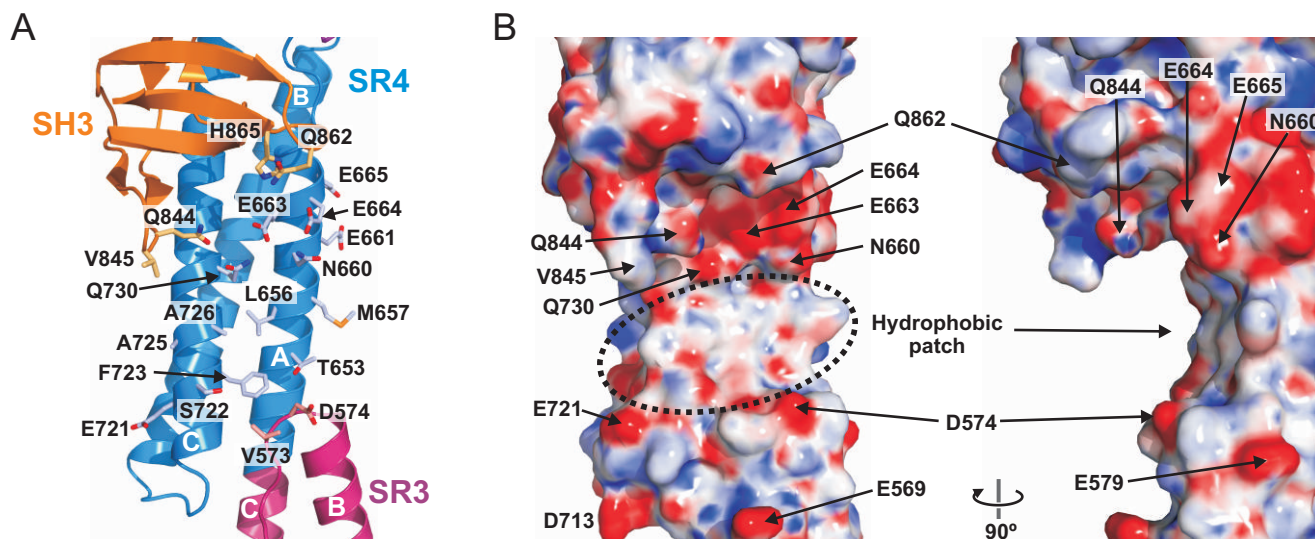 A
SH3
SR4
B
H865
Q862
E665
E663
E664
Q844
E661
V845
N660
Q730
L656
A726
M657
A725
A
T653
F723
S722
D574
E721
C
V573
SR3
C
B
B
Q862
E664
E663
Q844
N660
V845
Q730
Hydrophobic
patch
E721
D574
E569
D713
Q844
E664
E665
N660
E579
90º